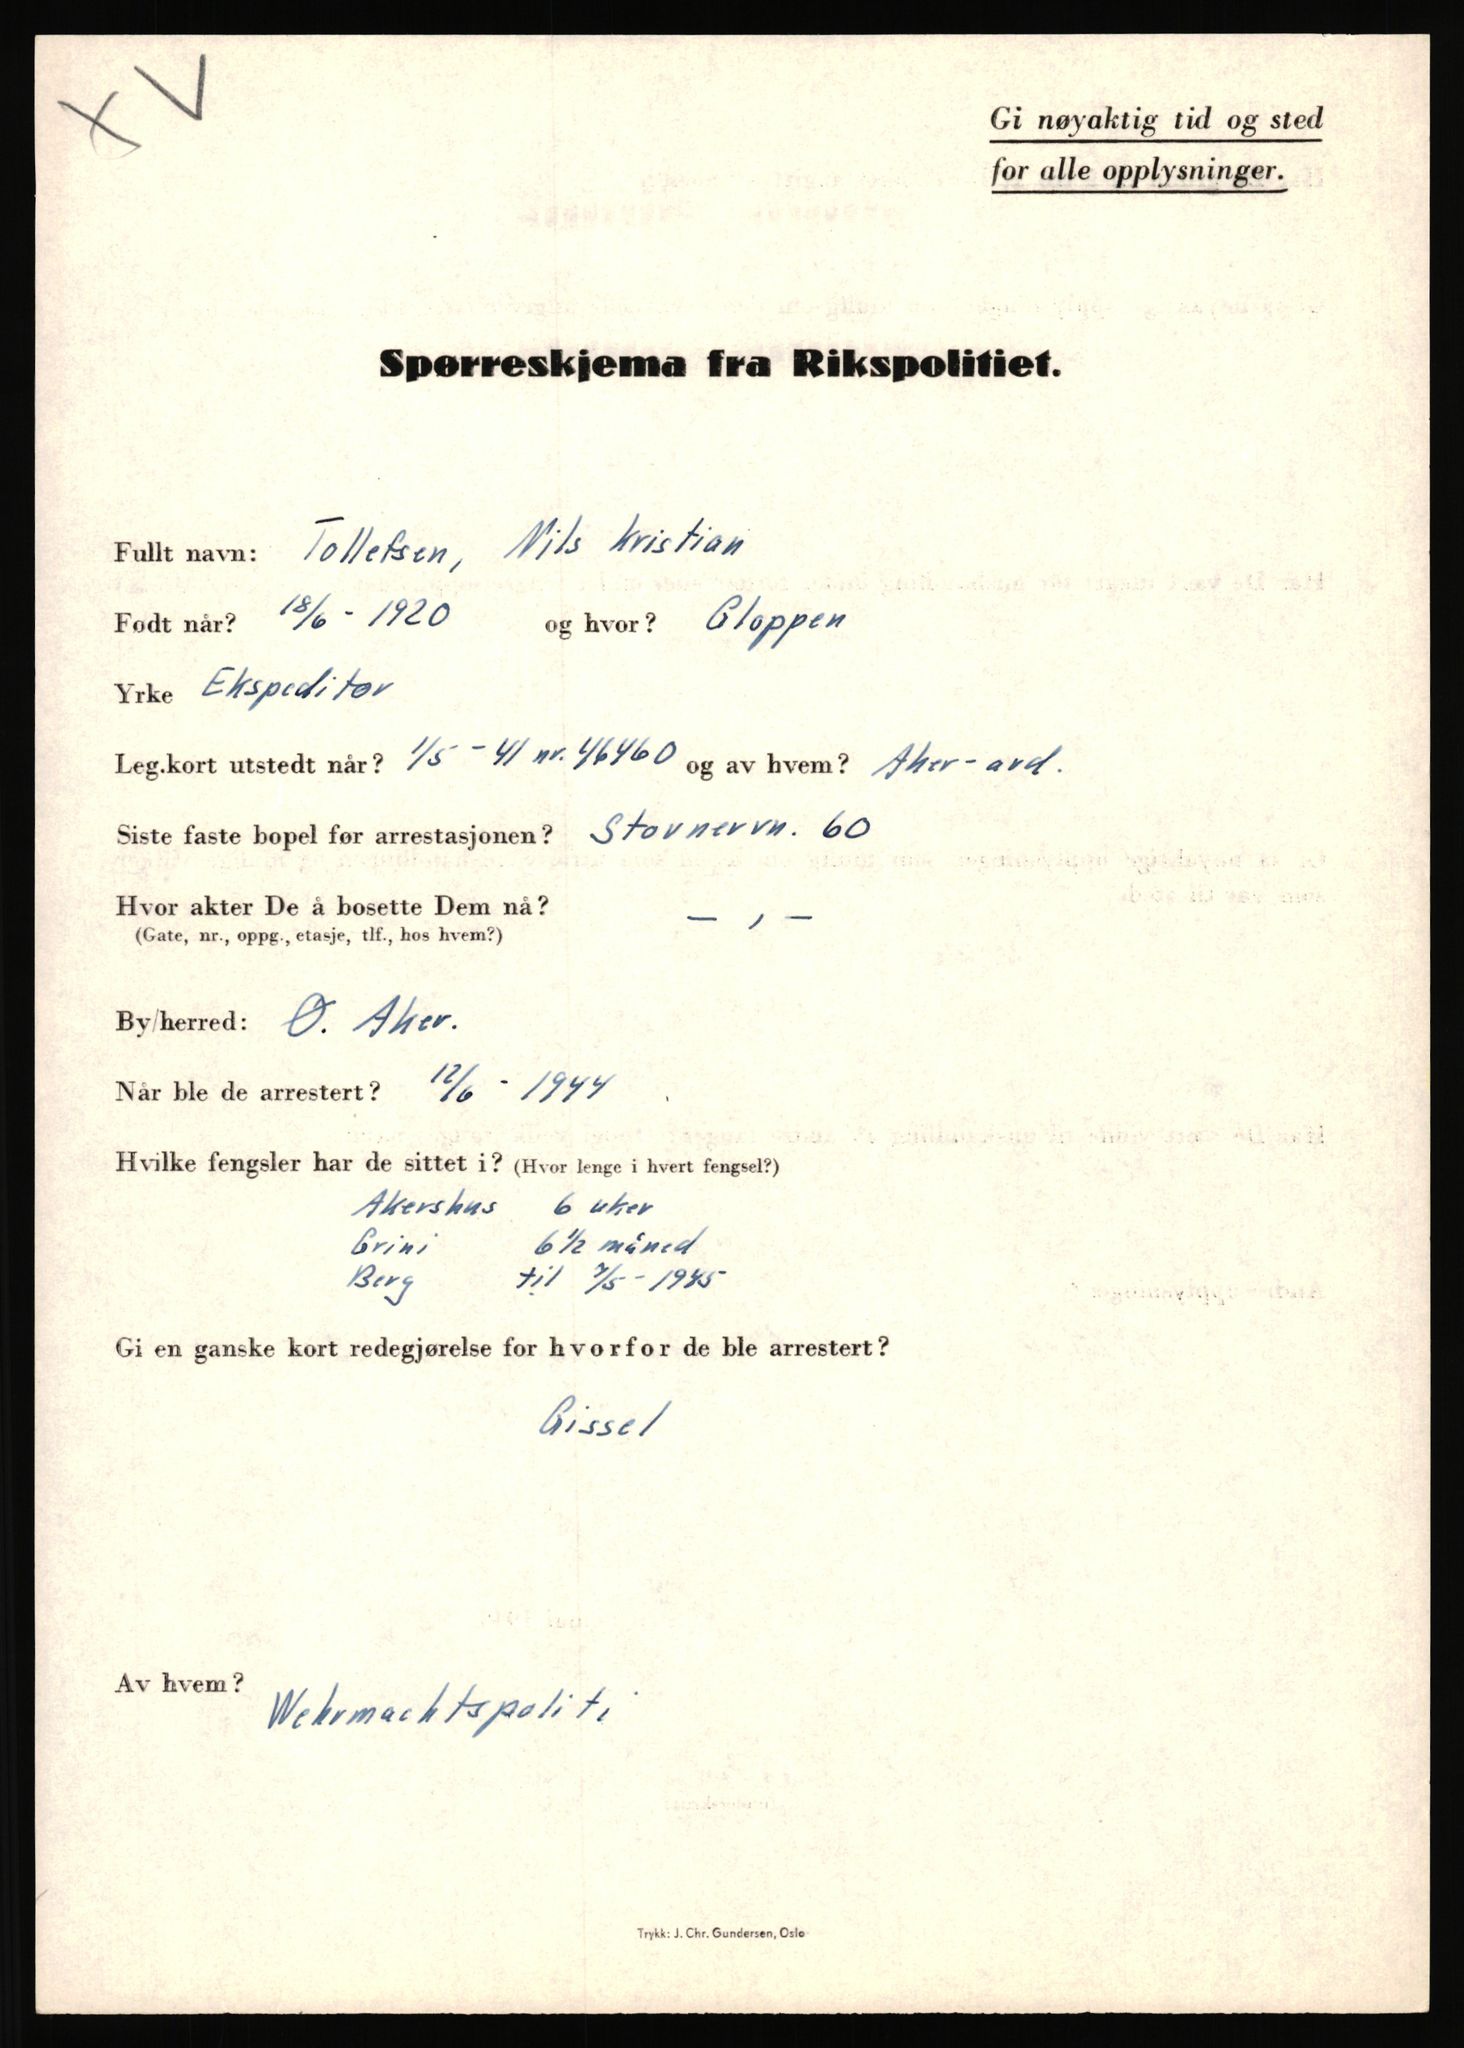 X V
Gi nøyaktig tid og sted
for alle opplysninger.
Spørreskjema fra Rikspolitiet.
Fullt navn: Tollefsen, Nils Kristian
Født når? 18/6 - 1920 og hvor? Gloppen
Yrke Ekspeditør
Leg.kort utstedt når? 1/5 - 41 nr. 46460 og av hvem? Aker-avd.
Siste faste bopel før arrestasjonen? Stovnervn. 60
Hvor akter De å bosette Dem nå? — , —
(Gate, nr., oppg., etasje, tlf., hos hvem?)
By/herred: Ø. Aker.
Når ble de arrestert? 12/6 - 1944
Hvilke fengsler har de sittet i? (Hvor lenge i hvert fengsel?)
Akershus 6 uker
Grini 6 1/2 måned
Berg til 7/5 - 1945
Gi en ganske kort redegjørelse for hvorfor de ble arrestert?
Gissel
Av hvem? Wehrmachtspoliti
Trykk: J. Chr. Gundersen, Oslo